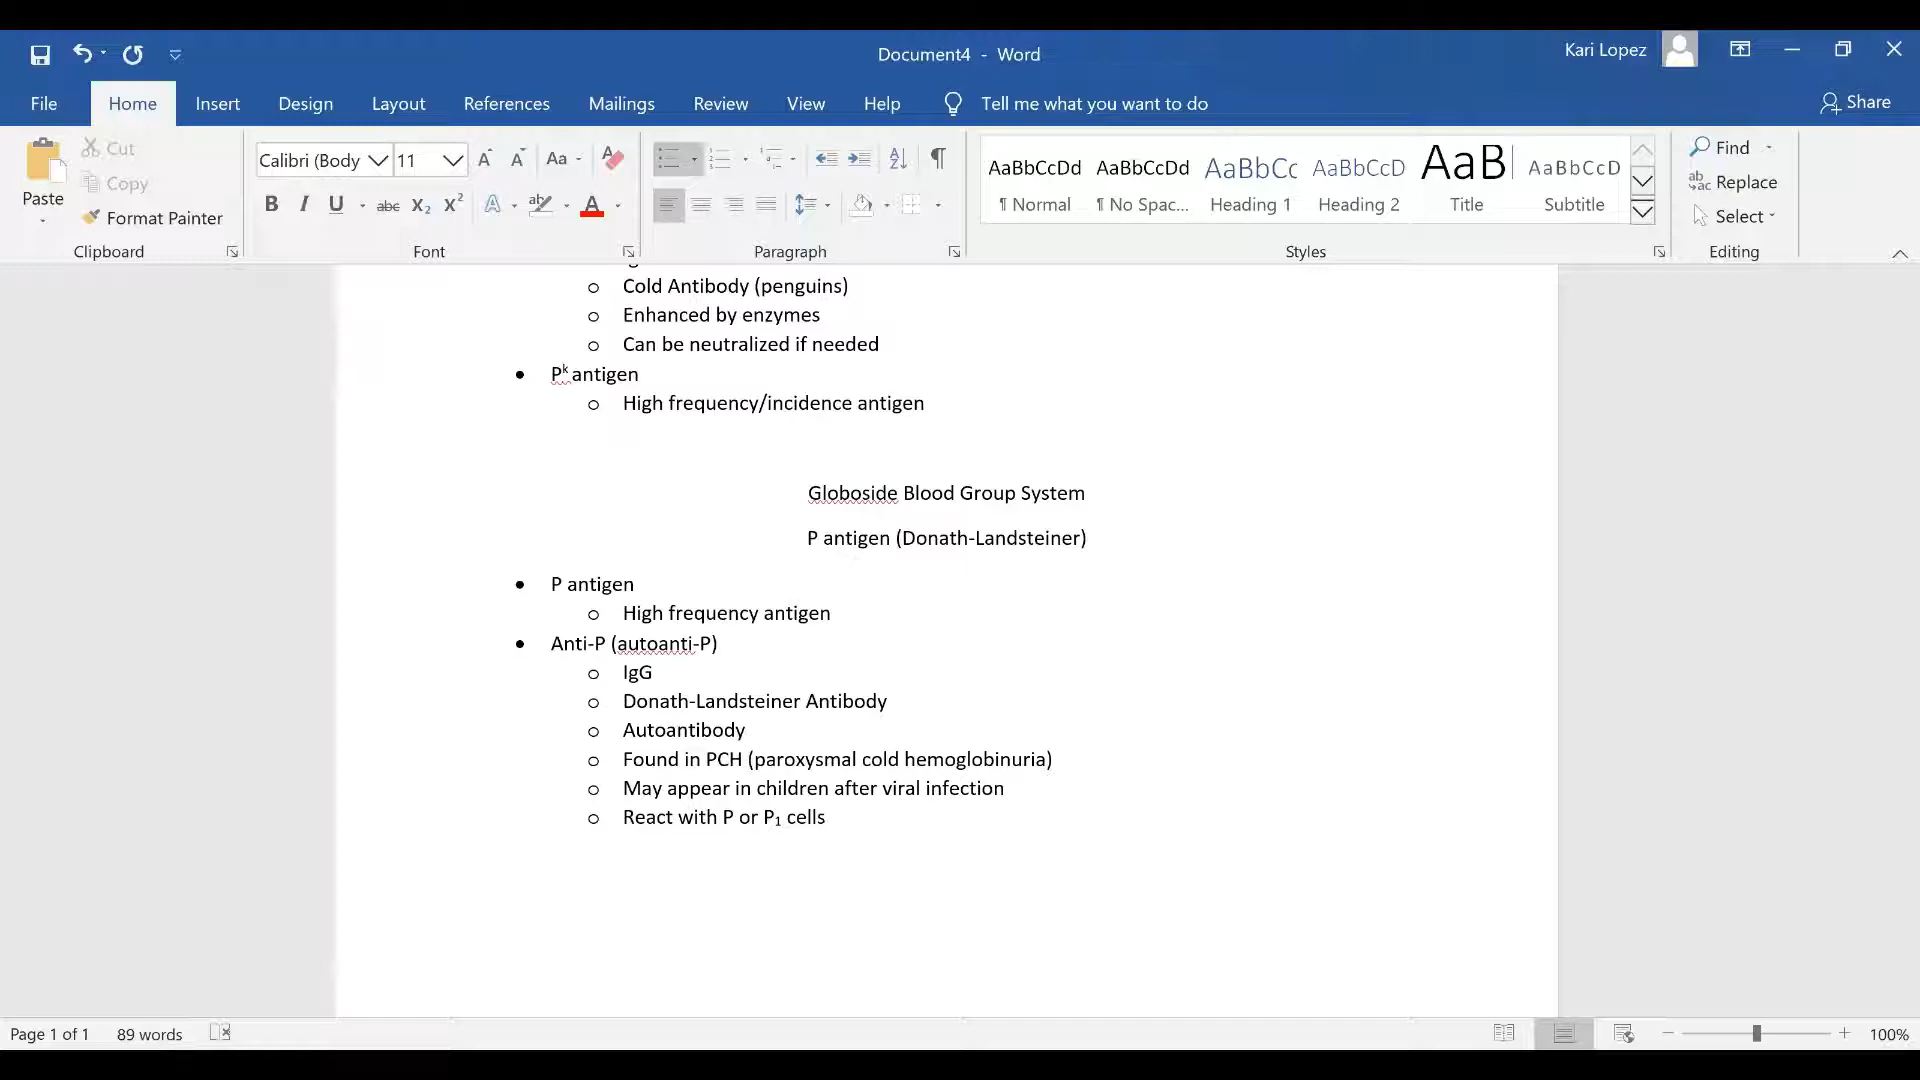 Document4 - Word
Kari Lopez
File Home Insert Design Layout References Mailings Review View Help Tell me what you want to do Share
Paste
Cut
Copy
Format Painter
Clipboard
Calibri (Body 11
Font
Paragraph
AaBbCcDd AaBbCcDd AaBbCc AaBbCcD AaB AaBbCcD
¶ Normal ¶ No Spac... Heading 1 Heading 2 Title Subtitle
Styles
Find
Replace
Select
Editing
o Cold Antibody (penguins)
o Enhanced by enzymes
o Can be neutralized if needed
• Pᵏ antigen
o High frequency/incidence antigen
Globoside Blood Group System
P antigen (Donath-Landsteiner)
• P antigen
o High frequency antigen
• Anti-P (autoanti-P)
o IgG
o Donath-Landsteiner Antibody
o Autoantibody
o Found in PCH (paroxysmal cold hemoglobinuria)
o May appear in children after viral infection
o React with P or P₁ cells
Page 1 of 1 89 words 100%